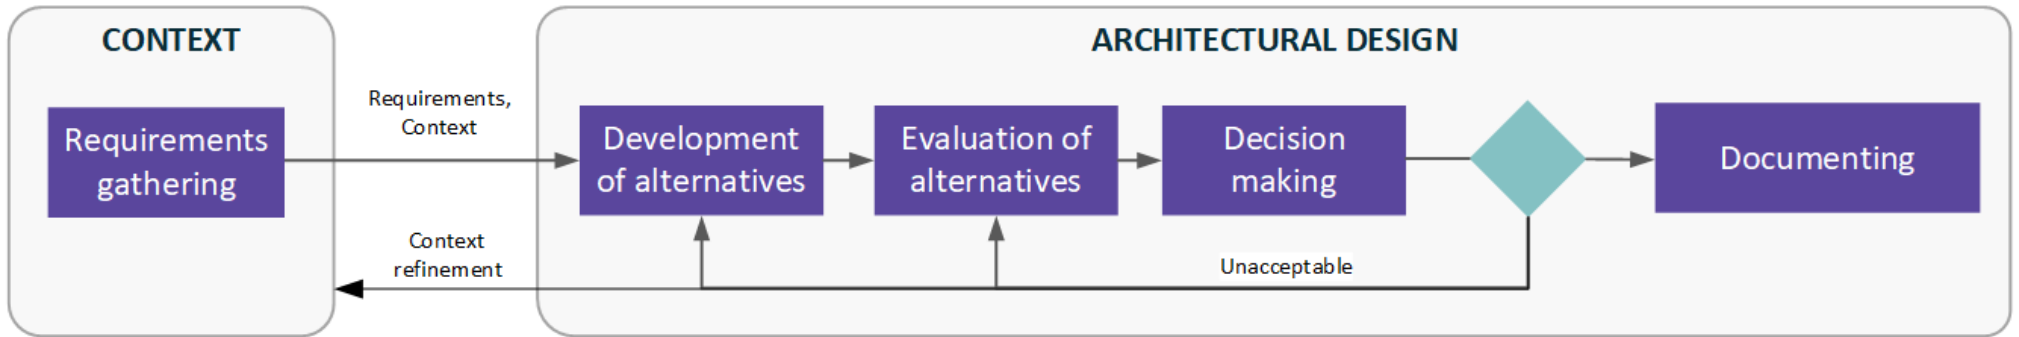 CONTEXT
Requirements
gathering
Requirements,
Context
Context
refinement
ARCHITECTURAL DESIGN
Development
of alternatives
Evaluation of
alternatives
Decision
making
Unacceptable
Documenting